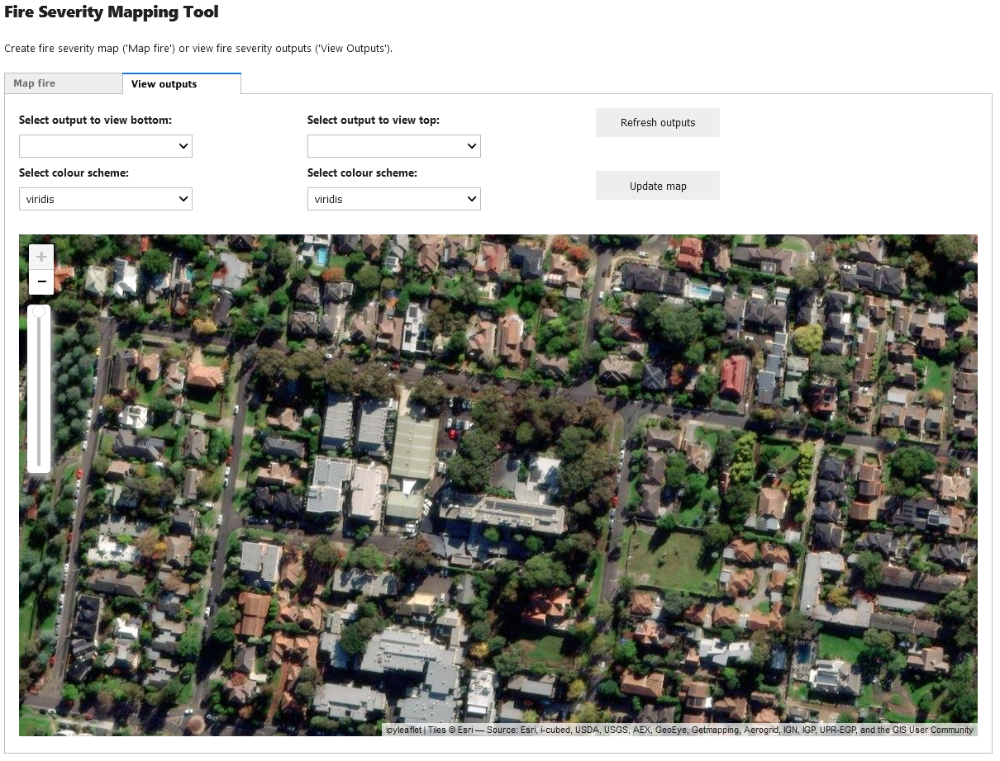 Fire Severity Mapping Tool
Create fire severity map ('Map fire') or view fire severity outputs ('View Outputs').
Map fire
View outputs
Select output to view bottom:
Select output to view top:
Refresh outputs
Select colour scheme:
Select colour scheme:
Update map
viridis
viridis
+
−
ipyleaflet | Tiles © Esri — Source: Esri, i-cubed, USDA, USGS, AEX, GeoEye, Getmapping, Aerogrid, IGN, IGP, UPR-EGP, and the GIS User Community